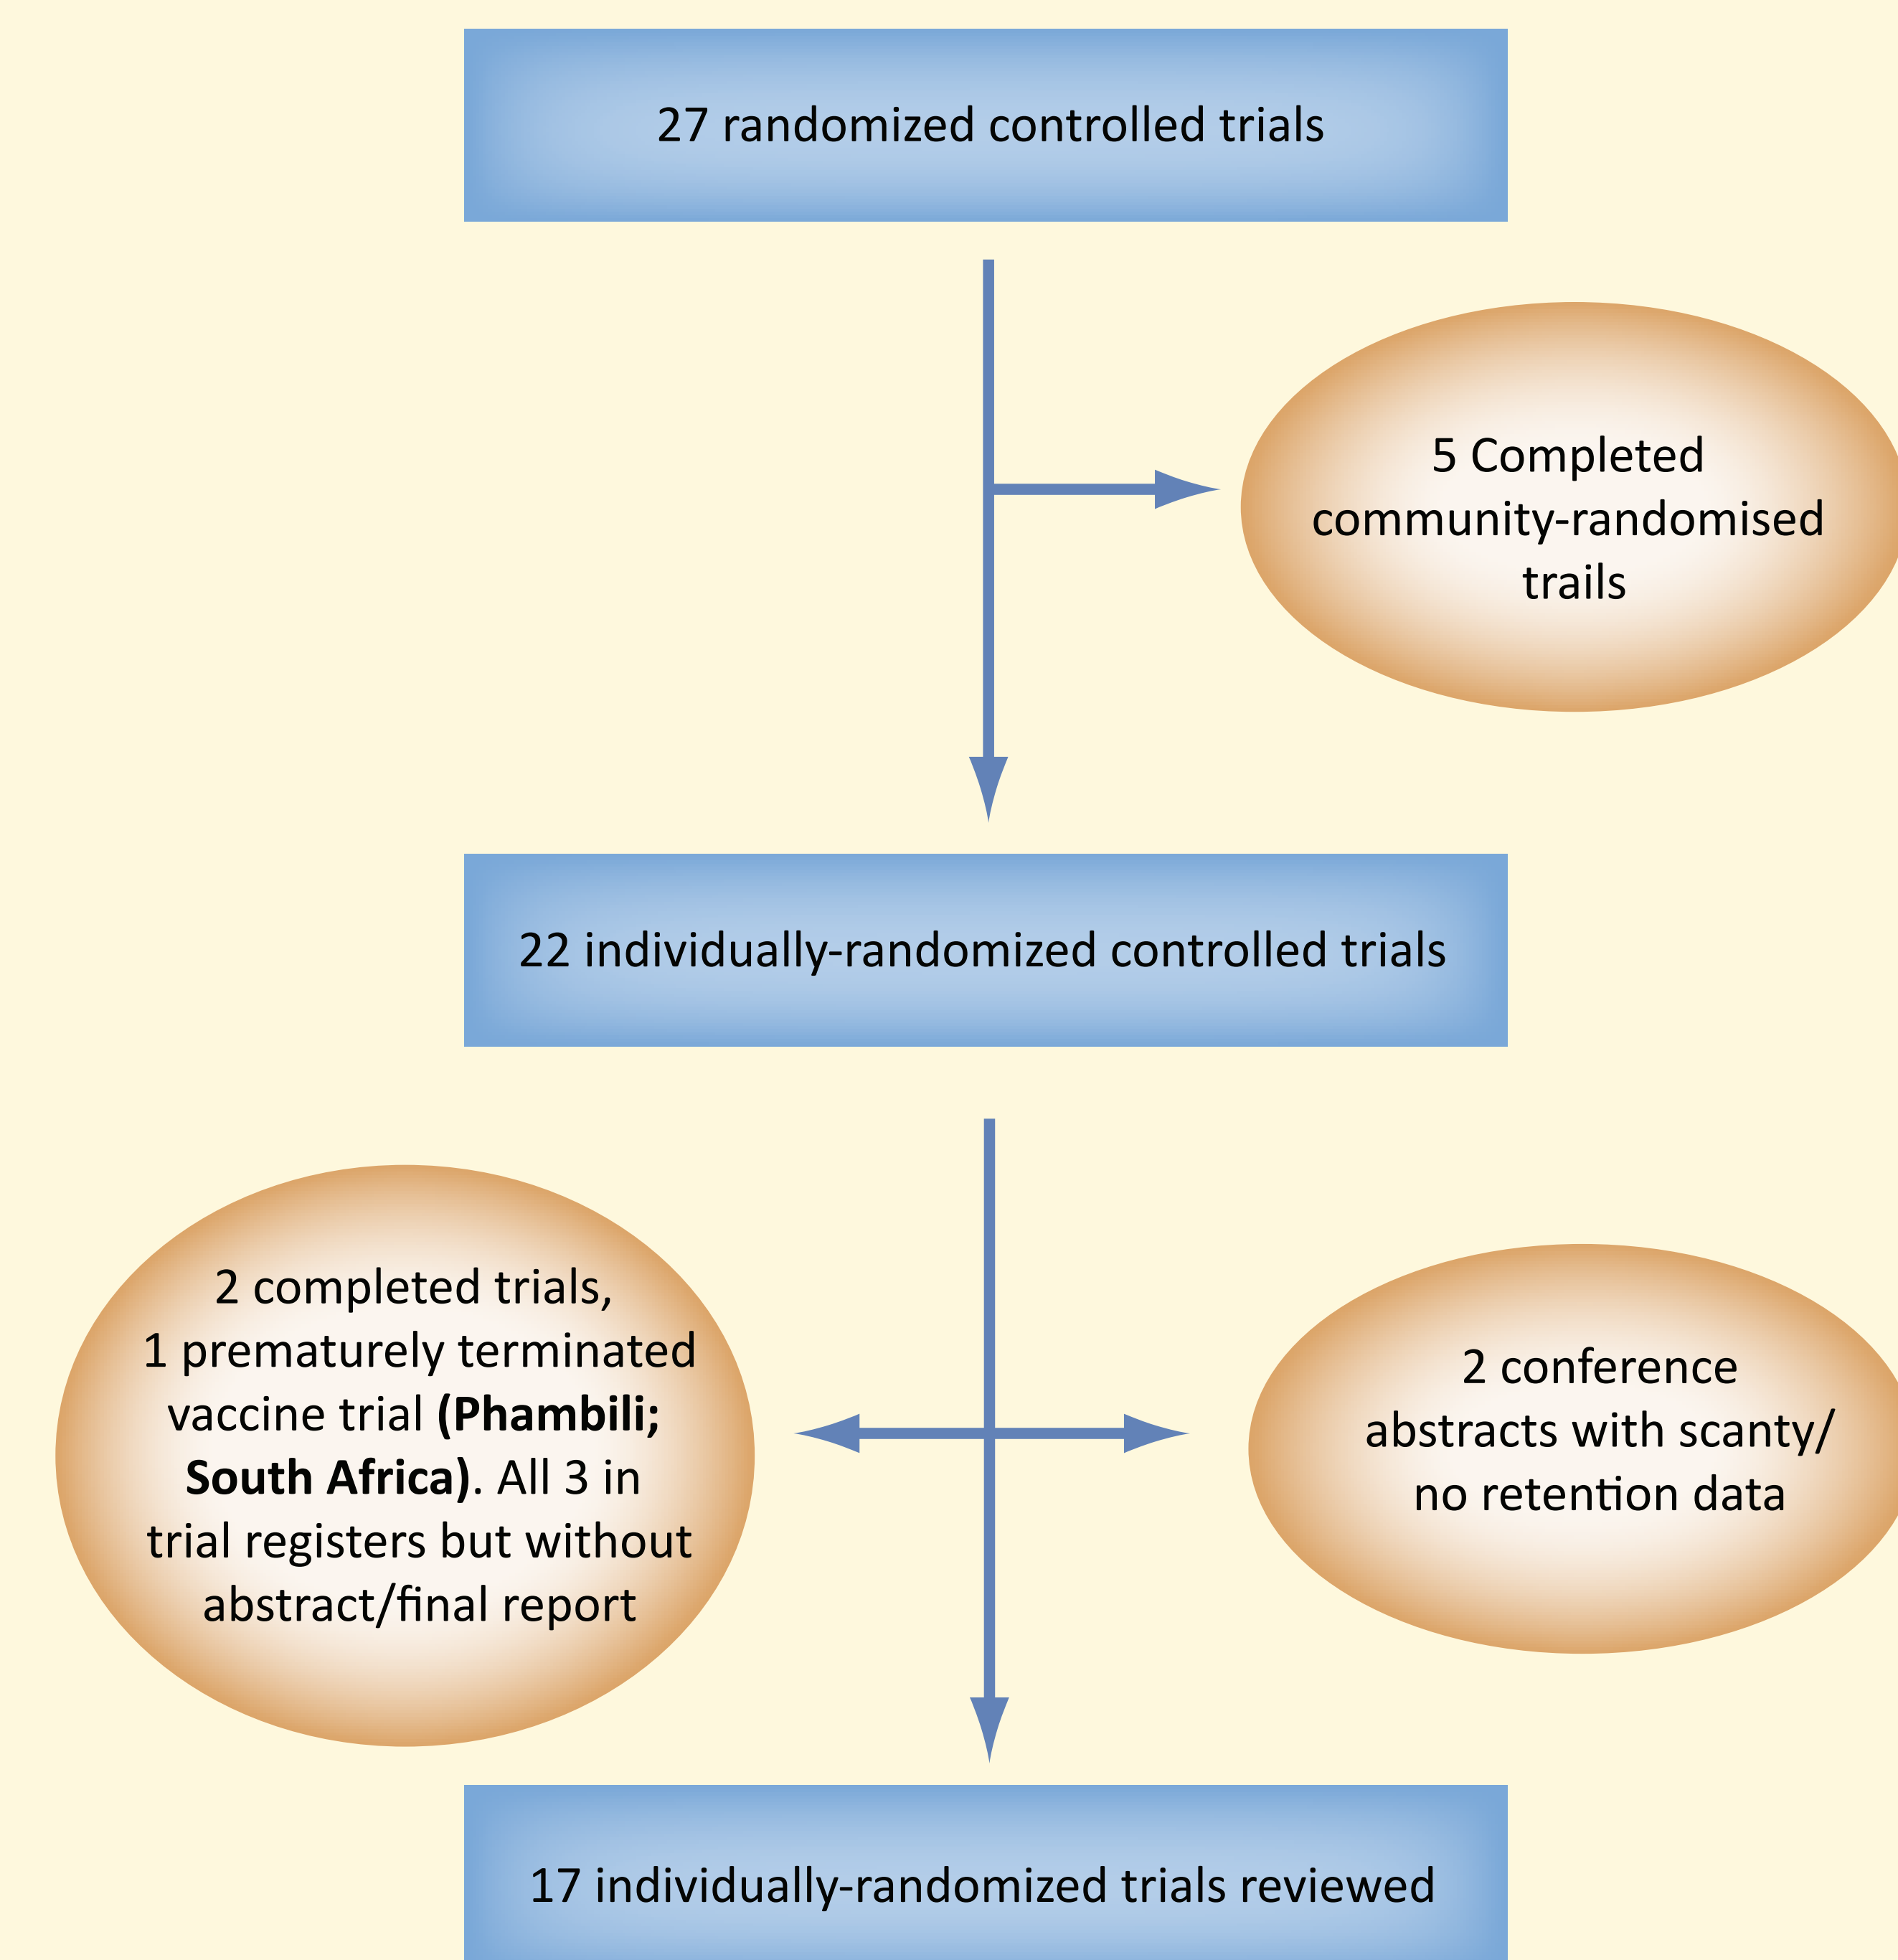 27 randomized controlled trials
5 Completed
community-randomised
trails
22 individually-randomized controlled trials
2 completed trials,
1 prematurely terminated
vaccine trial (Phambili;
South Africa). All 3 in
trial registers but without
abstract/final report
2 conference
abstracts with scanty/
no retention data
17 individually-randomized trials reviewed